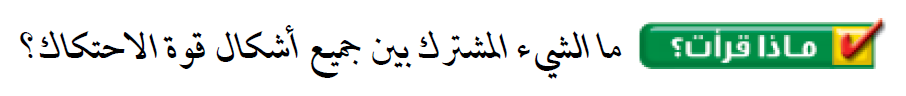 ماذا قرأت؟ ما الشيء المشترك بين جميع أشكال قوة الاحتكاك؟